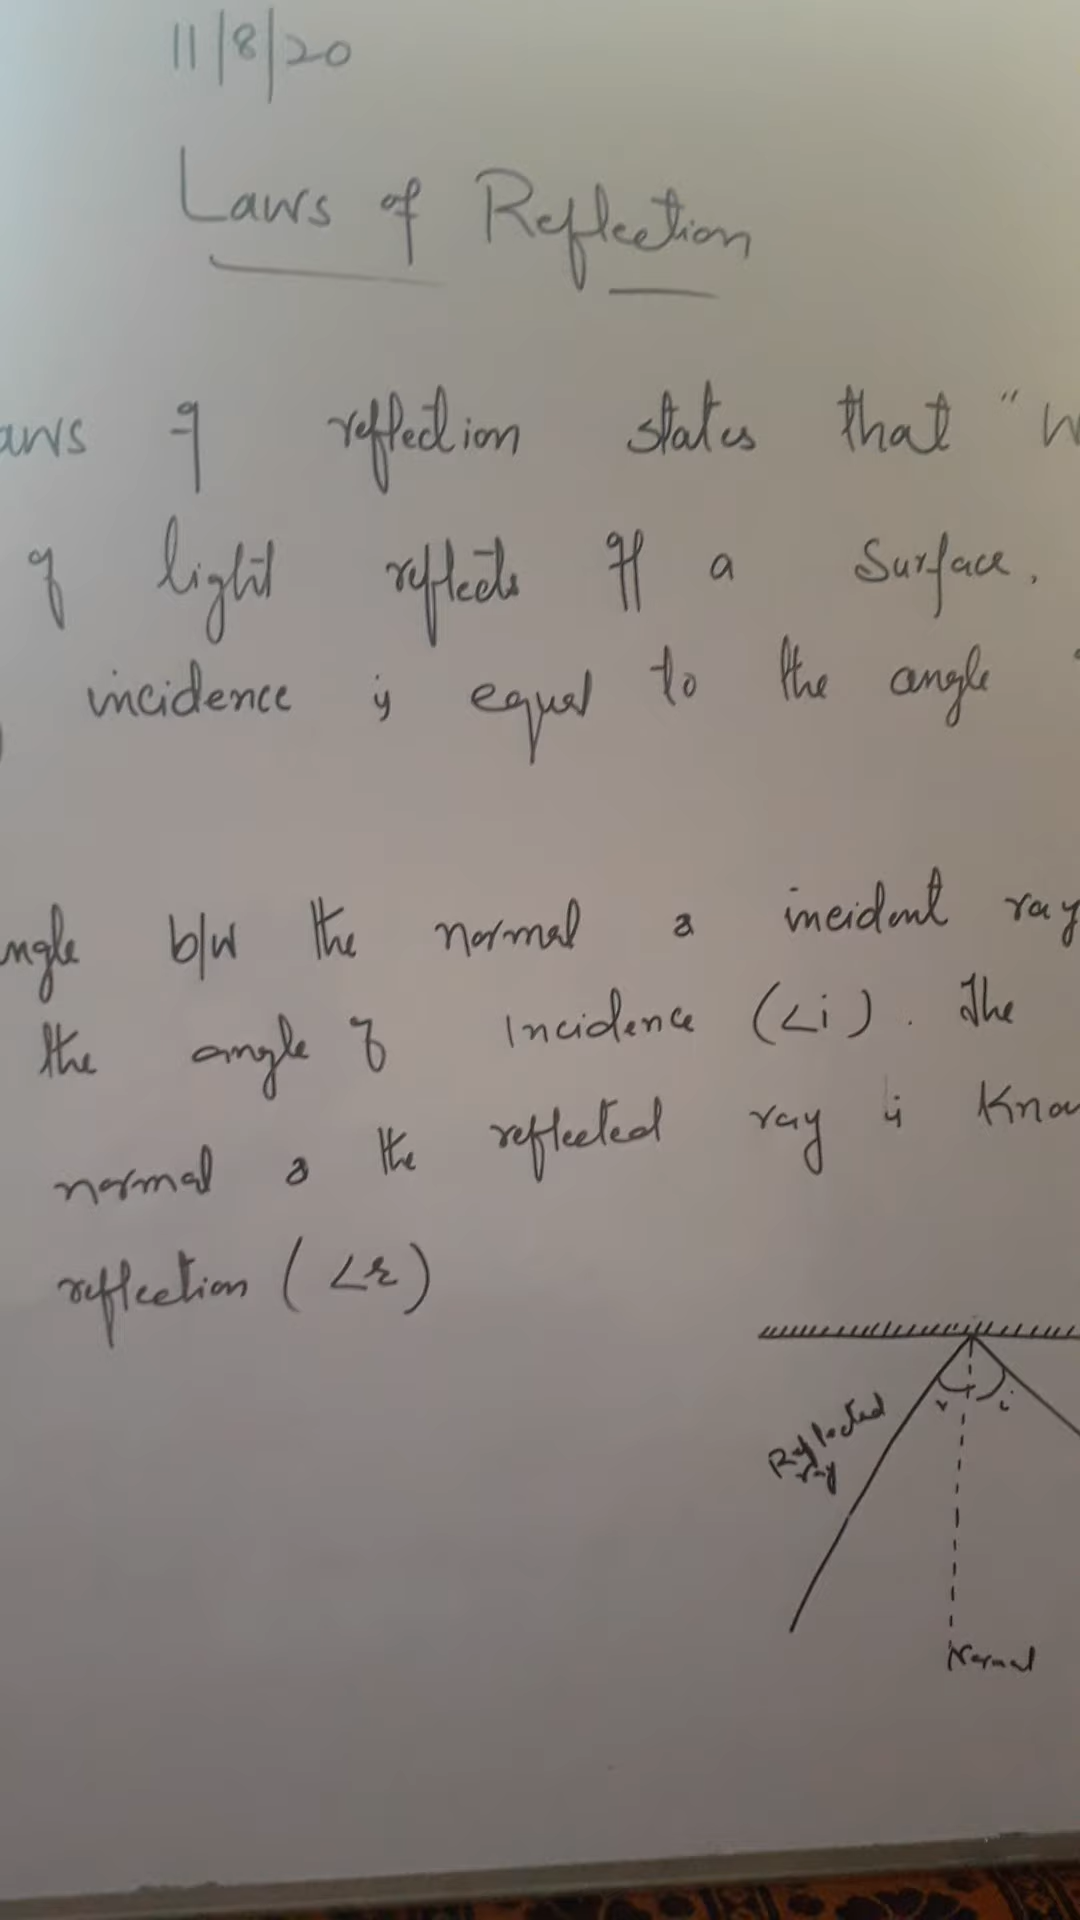 11/8/20
Laws of Reflection
aws of reflection states that "W
of light reflects off a Surface,
incidence is equal to the angle
ngle b/w the normal & incident ray
the angle of Incidence (∠i). The
normal & the reflected ray is Know
reflection (∠r)
r i
Reflected
ray
Normal